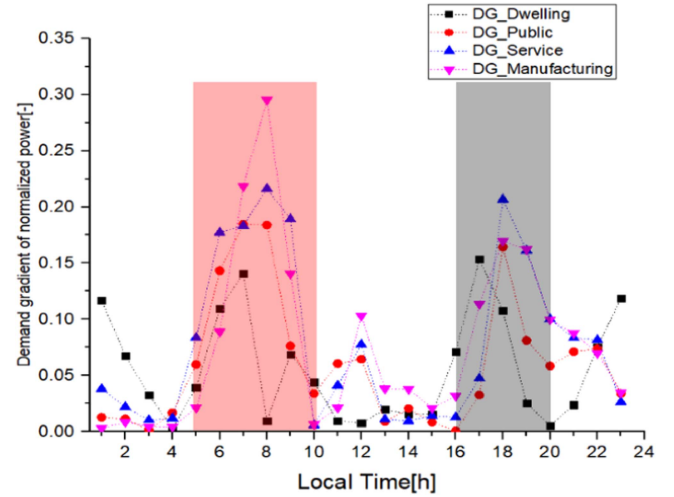 DG_Dwelling
DG_Public
DG_Service
DG_Manufacturing
0.35
0.30
0.25
0.20
0.15
0.10
0.05
0.00
Demand gradient of normalized power[-]
2 4 6 8 10 12 14 16 18 20 22 24
Local Time[h]